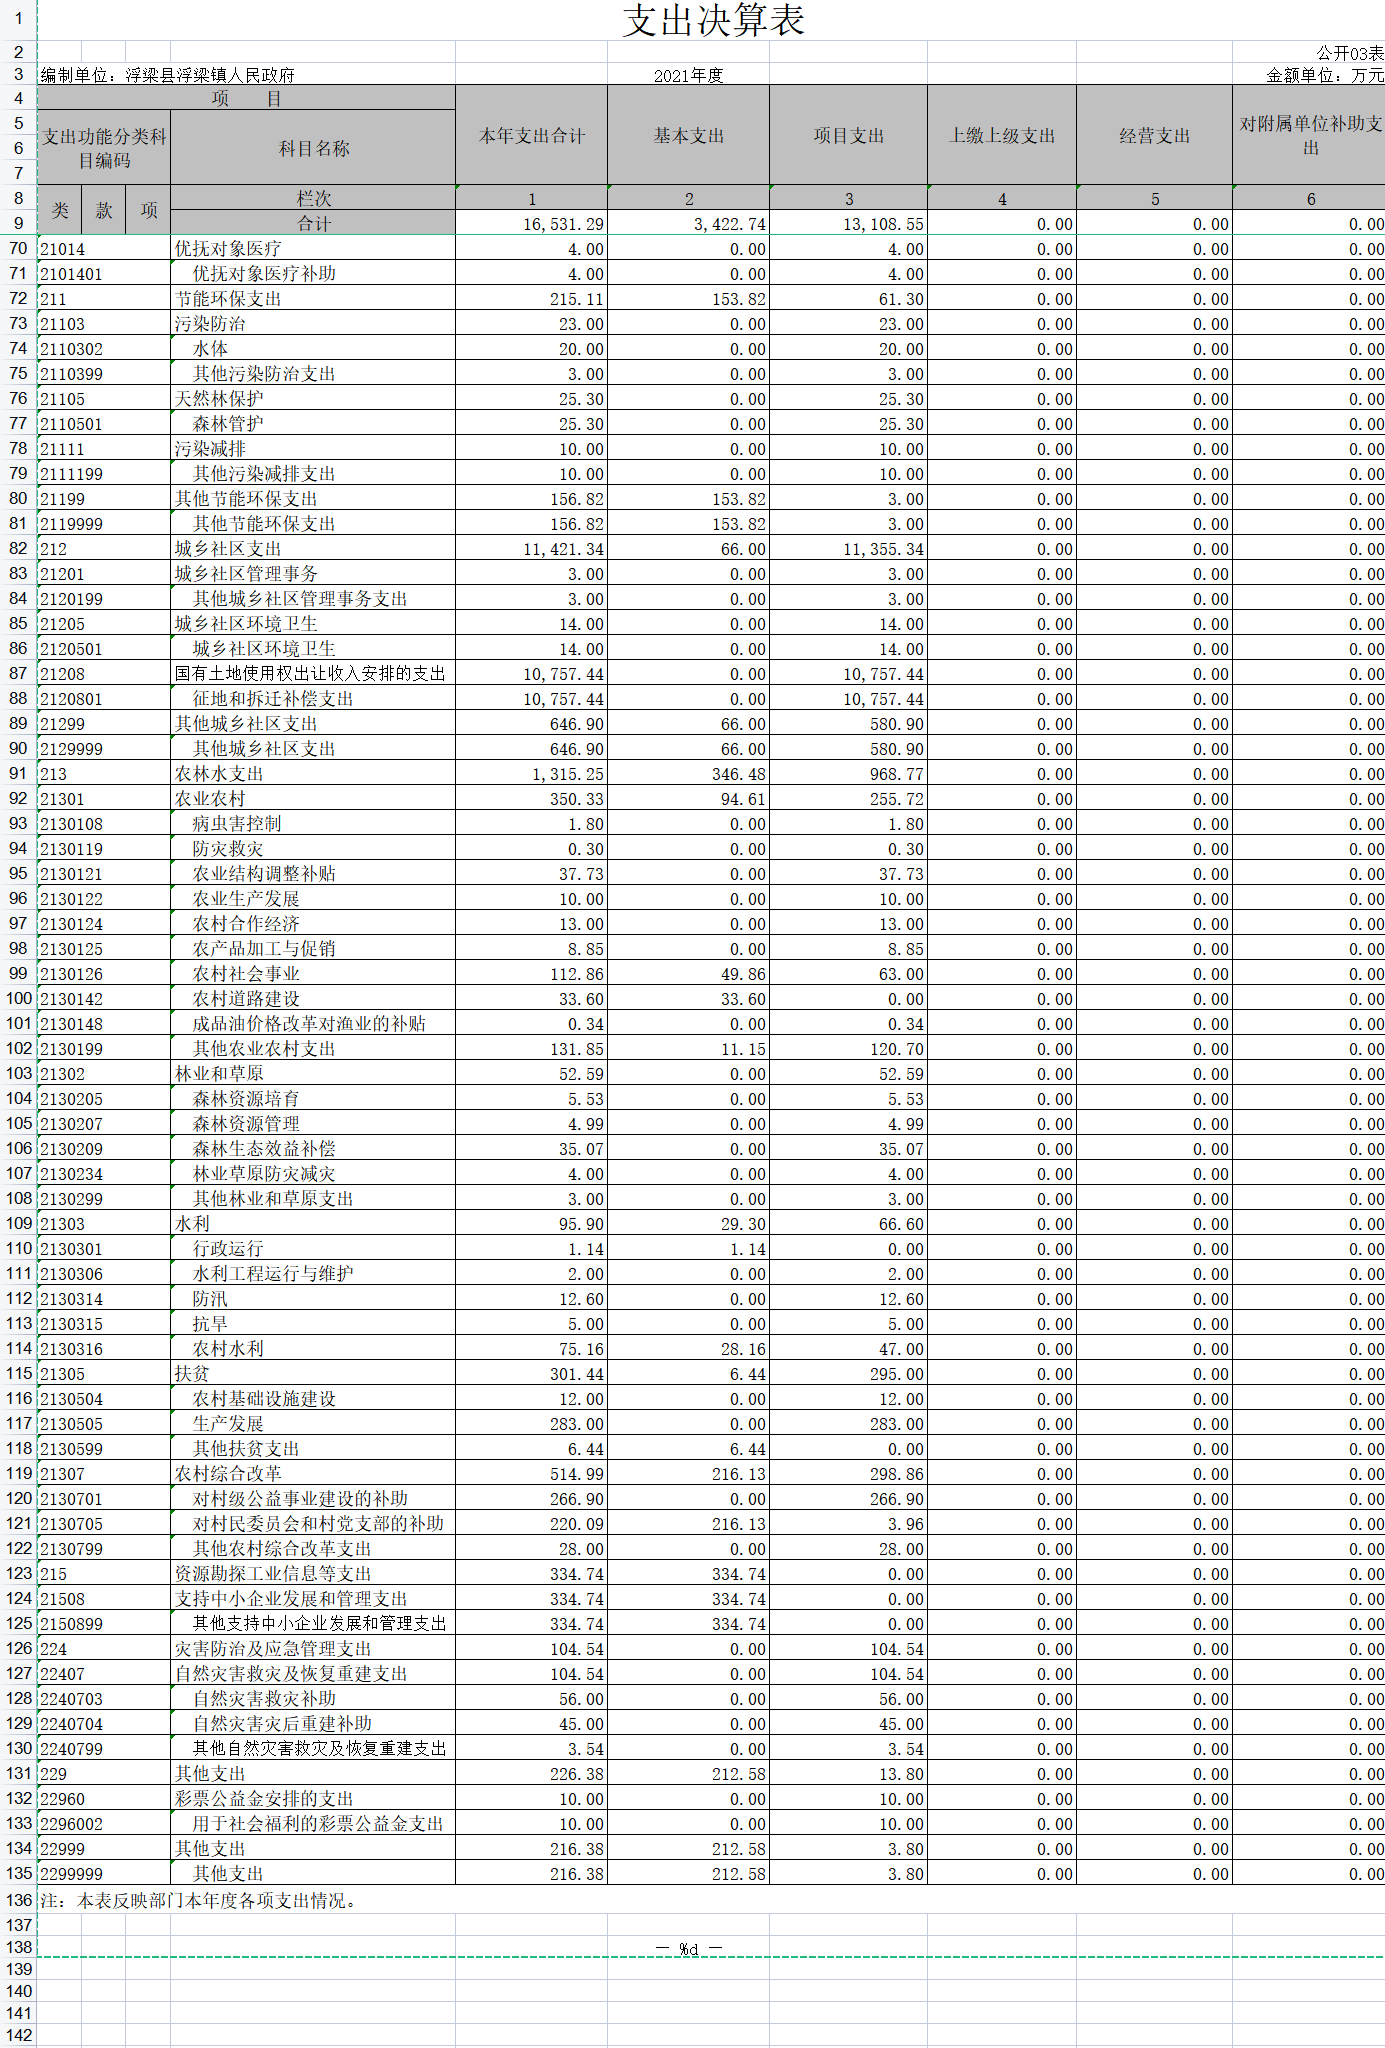 支出决算表
公开03表
编制单位：浮梁县浮梁镇人民政府 2021年度 金额单位：万元
项 目 本年支出合计 基本支出 项目支出 上缴上级支出 经营支出 对附属单位补助支出
支出功能分类科目编码 科目名称
类 款 项 栏次 1 2 3 4 5 6
合计 16,531.29 3,422.74 13,108.55 0.00 0.00 0.00
70 21014 优抚对象医疗 4.00 0.00 4.00 0.00 0.00 0.00
71 2101401 优抚对象医疗补助 4.00 0.00 4.00 0.00 0.00 0.00
72 211 节能环保支出 215.11 153.82 61.30 0.00 0.00 0.00
73 21103 污染防治 23.00 0.00 23.00 0.00 0.00 0.00
74 2110302 水体 20.00 0.00 20.00 0.00 0.00 0.00
75 2110399 其他污染防治支出 3.00 0.00 3.00 0.00 0.00 0.00
76 21105 天然林保护 25.30 0.00 25.30 0.00 0.00 0.00
77 2110501 森林管护 25.30 0.00 25.30 0.00 0.00 0.00
78 21111 污染减排 10.00 0.00 10.00 0.00 0.00 0.00
79 2111199 其他污染减排支出 10.00 0.00 10.00 0.00 0.00 0.00
80 21199 其他节能环保支出 156.82 153.82 3.00 0.00 0.00 0.00
81 2119999 其他节能环保支出 156.82 153.82 3.00 0.00 0.00 0.00
82 212 城乡社区支出 11,421.34 66.00 11,355.34 0.00 0.00 0.00
83 21201 城乡社区管理事务 3.00 0.00 3.00 0.00 0.00 0.00
84 2120199 其他城乡社区管理事务支出 3.00 0.00 3.00 0.00 0.00 0.00
85 21205 城乡社区环境卫生 14.00 0.00 14.00 0.00 0.00 0.00
86 2120501 城乡社区环境卫生 14.00 0.00 14.00 0.00 0.00 0.00
87 21208 国有土地使用权出让收入安排的支出 10,757.44 0.00 10,757.44 0.00 0.00 0.00
88 2120801 征地和拆迁补偿支出 10,757.44 0.00 10,757.44 0.00 0.00 0.00
89 21299 其他城乡社区支出 646.90 66.00 580.90 0.00 0.00 0.00
90 2129999 其他城乡社区支出 646.90 66.00 580.90 0.00 0.00 0.00
91 213 农林水支出 1,315.25 346.48 968.77 0.00 0.00 0.00
92 21301 农业农村 350.33 94.61 255.72 0.00 0.00 0.00
93 2130108 病虫害控制 1.80 0.00 1.80 0.00 0.00 0.00
94 2130119 防灾救灾 0.30 0.00 0.30 0.00 0.00 0.00
95 2130121 农业结构调整补贴 37.73 0.00 37.73 0.00 0.00 0.00
96 2130122 农业生产发展 10.00 0.00 10.00 0.00 0.00 0.00
97 2130124 农村合作经济 13.00 0.00 13.00 0.00 0.00 0.00
98 2130125 农产品加工与促销 8.85 0.00 8.85 0.00 0.00 0.00
99 2130126 农村社会事业 112.86 49.86 63.00 0.00 0.00 0.00
100 2130142 农村道路建设 33.60 33.60 0.00 0.00 0.00 0.00
101 2130148 成品油价格改革对渔业的补贴 0.34 0.00 0.34 0.00 0.00 0.00
102 2130199 其他农业农村支出 131.85 11.15 120.70 0.00 0.00 0.00
103 21302 林业和草原 52.59 0.00 52.59 0.00 0.00 0.00
104 2130205 森林资源培育 5.53 0.00 5.53 0.00 0.00 0.00
105 2130207 森林资源管理 4.99 0.00 4.99 0.00 0.00 0.00
106 2130209 森林生态效益补偿 35.07 0.00 35.07 0.00 0.00 0.00
107 2130234 林业草原防灾减灾 4.00 0.00 4.00 0.00 0.00 0.00
108 2130299 其他林业和草原支出 3.00 0.00 3.00 0.00 0.00 0.00
109 21303 水利 95.90 29.30 66.60 0.00 0.00 0.00
110 2130301 行政运行 1.14 1.14 0.00 0.00 0.00 0.00
111 2130306 水利工程运行与维护 2.00 0.00 2.00 0.00 0.00 0.00
112 2130314 防汛 12.60 0.00 12.60 0.00 0.00 0.00
113 2130315 抗旱 5.00 0.00 5.00 0.00 0.00 0.00
114 2130316 农村水利 75.16 28.16 47.00 0.00 0.00 0.00
115 21305 扶贫 301.44 6.44 295.00 0.00 0.00 0.00
116 2130504 农村基础设施建设 12.00 0.00 12.00 0.00 0.00 0.00
117 2130505 生产发展 283.00 0.00 283.00 0.00 0.00 0.00
118 2130599 其他扶贫支出 6.44 6.44 0.00 0.00 0.00 0.00
119 21307 农村综合改革 514.99 216.13 298.86 0.00 0.00 0.00
120 2130701 对村级公益事业建设的补助 266.90 0.00 266.90 0.00 0.00 0.00
121 2130705 对村民委员会和村党支部的补助 220.09 216.13 3.96 0.00 0.00 0.00
122 2130799 其他农村综合改革支出 28.00 0.00 28.00 0.00 0.00 0.00
123 215 资源勘探工业信息等支出 334.74 334.74 0.00 0.00 0.00 0.00
124 21508 支持中小企业发展和管理支出 334.74 334.74 0.00 0.00 0.00 0.00
125 2150899 其他支持中小企业发展和管理支出 334.74 334.74 0.00 0.00 0.00 0.00
126 224 灾害防治及应急管理支出 104.54 0.00 104.54 0.00 0.00 0.00
127 22407 自然灾害救灾及恢复重建支出 104.54 0.00 104.54 0.00 0.00 0.00
128 2240703 自然灾害救灾补助 56.00 0.00 56.00 0.00 0.00 0.00
129 2240704 自然灾害灾后重建补助 45.00 0.00 45.00 0.00 0.00 0.00
130 2240799 其他自然灾害救灾及恢复重建支出 3.54 0.00 3.54 0.00 0.00 0.00
131 229 其他支出 226.38 212.58 13.80 0.00 0.00 0.00
132 22960 彩票公益金安排的支出 10.00 0.00 10.00 0.00 0.00 0.00
133 2296002 用于社会福利的彩票公益金支出 10.00 0.00 10.00 0.00 0.00 0.00
134 22999 其他支出 216.38 212.58 3.80 0.00 0.00 0.00
135 2299999 其他支出 216.38 212.58 3.80 0.00 0.00 0.00
136 注：本表反映部门本年度各项支出情况。
137
138 — %d —
139
140
141
142